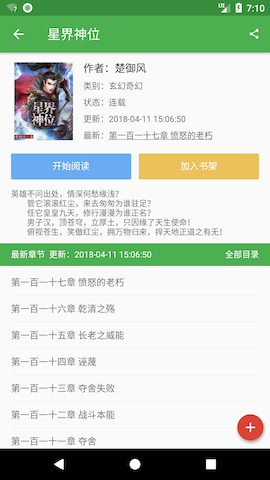 7:10
星界神位
星界神位
作者：楚御风
类别：玄幻奇幻
状态：连载
更新：2018-04-11 15:06:50
最新：第一百一十七章 愤怒的老朽
开始阅读
加入书架
英雄不问出处，情深何愁缘浅？
管它滚滚红尘，来去匆匆为谁驻足？
任它皇皇九天，修行漫漫为谁正名？
男子汉，顶苍穹，立厚土，只因缘了天生使命！
俯视苍生，笑傲红尘，拥万物归来，捍天地正道之有无！
最新章节 更新：2018-04-11 15:06:50
全部目录
第一百一十七章 愤怒的老朽
第一百一十六章 乾清之殇
第一百一十五章 长老之威能
第一百一十四章 诬蔑
第一百一十三章 夺舍失败
第一百一十二章 战斗本能
第一百一十一章 夺舍